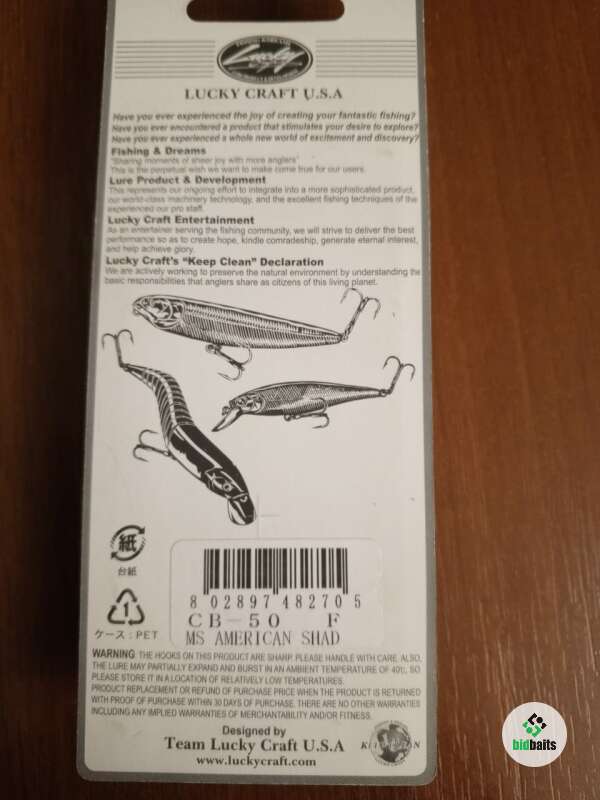 Lucky
LUCKY CRAFT U.S.A
Have you ever experienced the joy of creating your fantastic fishing?
Have you ever encountered a product that stimulates your desire to explore?
Have you ever experienced a whole new world of excitement and discovery?
Fishing & Dreams
"Sharing moments of sheer joy with more anglers"
This is the perpetual wish we want to make come true for our users.
Lure Product & Development
This represents our ongoing effort to integrate into a more sophisticated product,
our world-class machinery technology, and the excellent fishing techniques of the
experienced our pro staff.
Lucky Craft Entertainment
As an entertainer serving the fishing community, we will strive to deliver the best
performance so as to create hope, kindle comradeship, generate eternal interest,
and help achieve glory.
Lucky Craft's "Keep Clean" Declaration
We are actively working to preserve the natural environment by understanding the
basic responsibilities that anglers share as citizens of this living planet.
紙
台紙
1
ケース:PET
8 02897 48270 5
CB-50 F
MS AMERICAN SHAD
WARNING: THE HOOKS ON THIS PRODUCT ARE SHARP. PLEASE HANDLE WITH CARE. ALSO,
THE LURE MAY PARTIALLY EXPAND AND BURST IN AN AMBIENT TEMPERATURE OF 40℃, SO
PLEASE STORE IT IN A LOCATION OF RELATIVELY LOW TEMPERATURES.
PRODUCT REPLACEMENT OR REFUND OF PURCHASE PRICE WHEN THE PRODUCT IS RETURNED
WITH PROOF OF PURCHASE WITHIN 30 DAYS OF PURCHASE. THERE ARE NO OTHER WARRANTIES
INCLUDING ANY IMPLIED WARRANTIES OF MERCHANTABILITY AND/OR FITNESS.
Designed by
Team Lucky Craft U.S.A
www.luckycraft.com
bidbaits